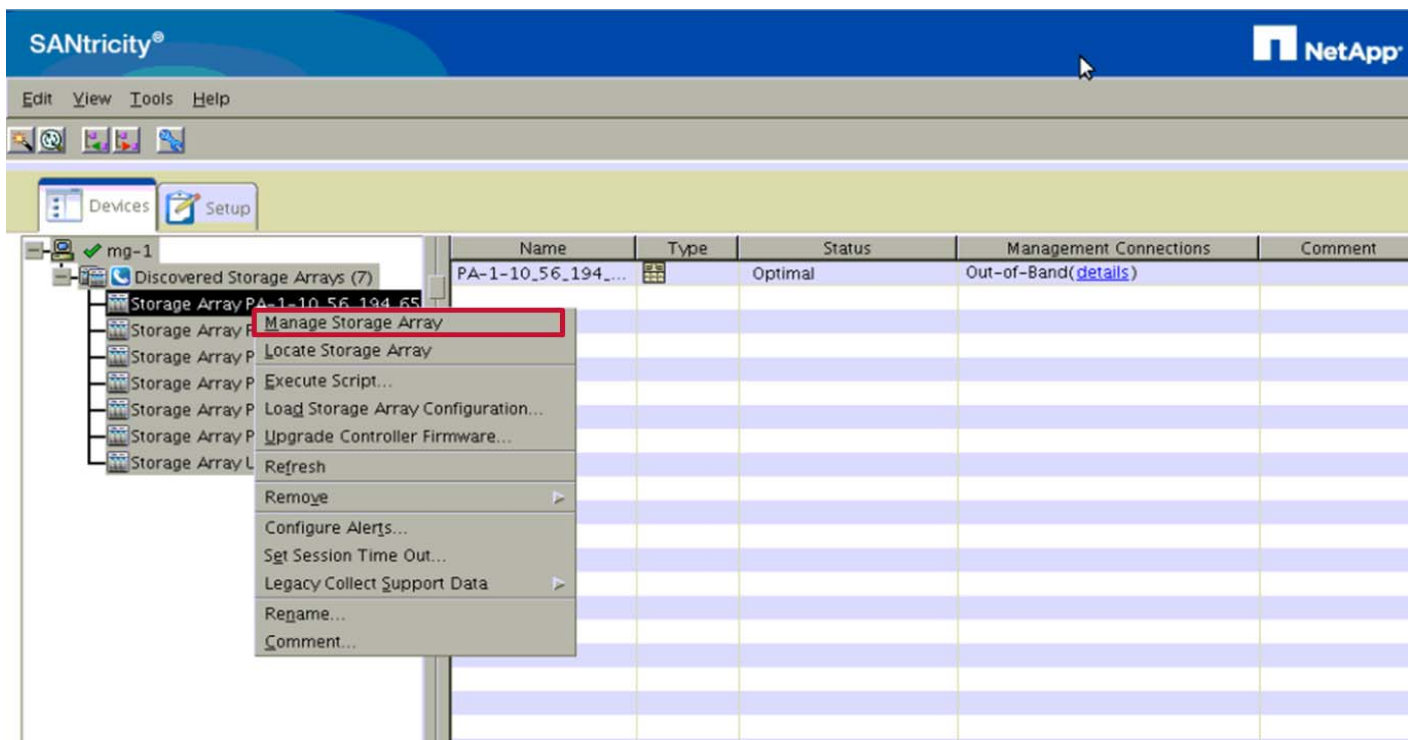 SANtricity®
NetApp
Edit View Tools Help
Devices Setup
mg-1
Discovered Storage Arrays (7)
Storage Array PA-1-10_56_194_65
Storage Array
Storage Array P
Storage Array P
Storage Array P
Storage Array P
Storage Array L
Manage Storage Array
Locate Storage Array
Execute Script...
Load Storage Array Configuration...
Upgrade Controller Firmware...
Refresh
Remove
Configure Alerts...
Set Session Time Out...
Legacy Collect Support Data
Rename...
Comment...
Name Type Status Management Connections Comment
PA-1-10_56_194_... Optimal Out-of-Band(details)